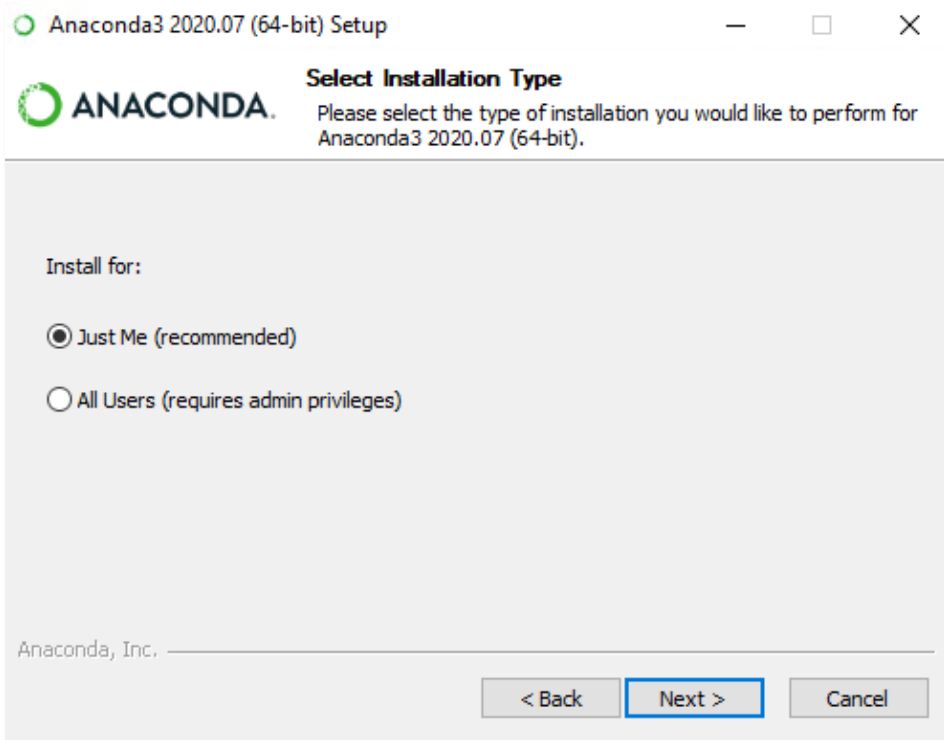 Anaconda3 2020.07 (64-bit) Setup
ANACONDA.
Select Installation Type
Please select the type of installation you would like to perform for
Anaconda3 2020.07 (64-bit).
Install for:
Just Me (recommended)
All Users (requires admin privileges)
Anaconda, Inc.
< Back Next > Cancel